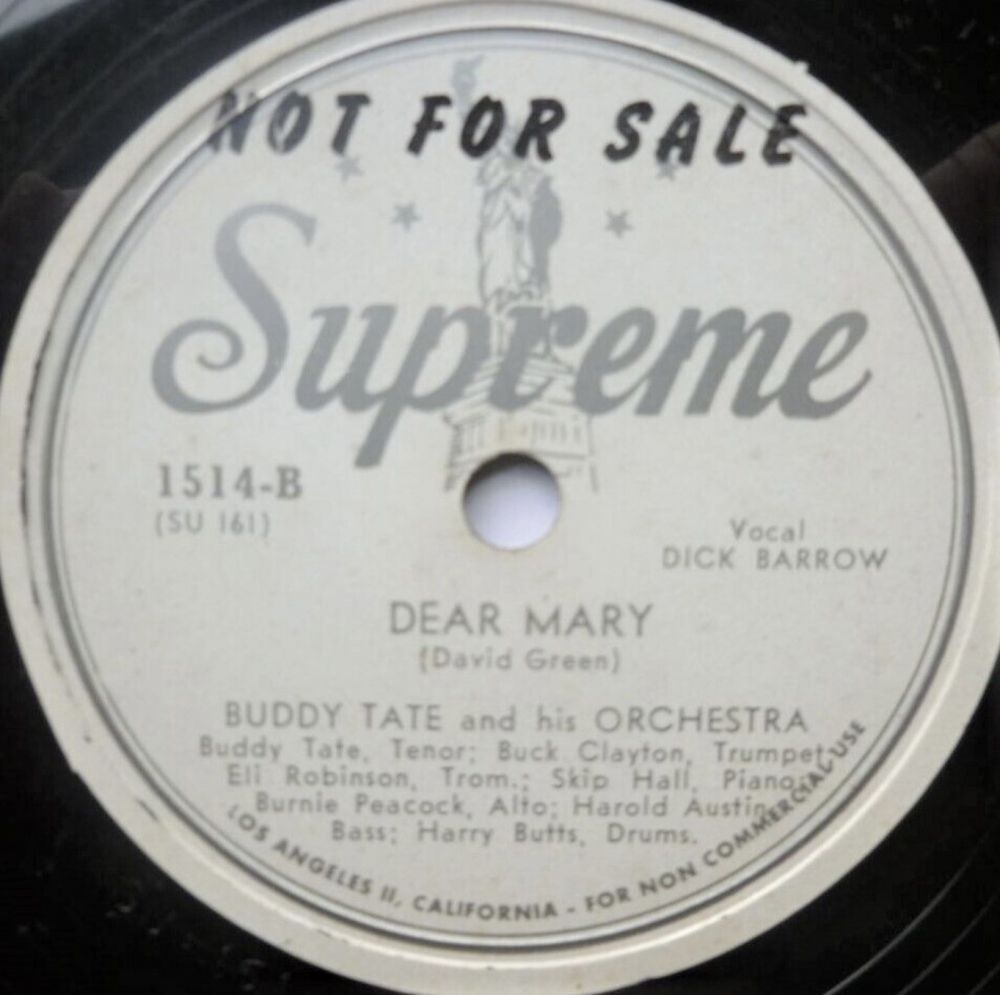 NOT FOR SALE
Supreme
1514-B
(SU 161)
Vocal
DICK BARROW
DEAR MARY
(David Green)
BUDDY TATE and his ORCHESTRA
Buddy Tate, Tenor; Buck Clayton, Trumpet;
Eli Robinson, Trom.; Skip Hall, Piano;
Burnie Peacock, Alto; Harold Austin,
Bass; Harry Butts, Drums.
LOS ANGELES II, CALIFORNIA - FOR NON COMMERCIAL USE